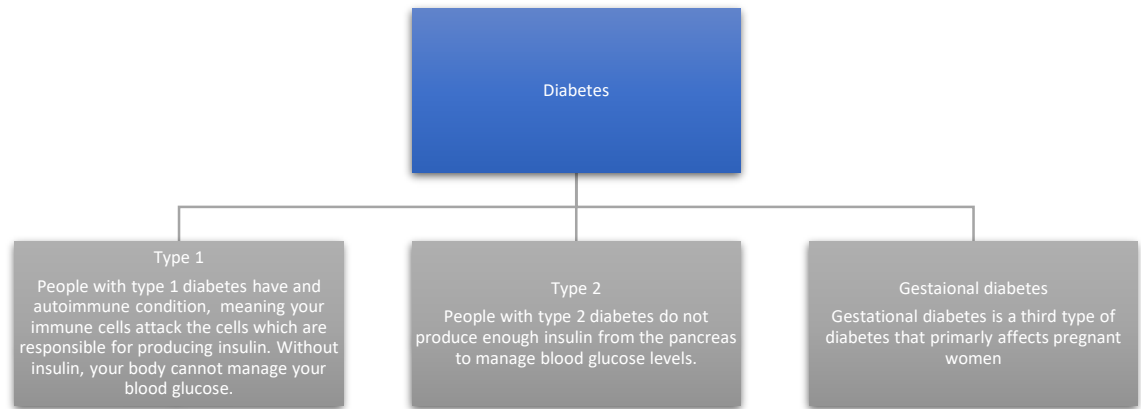 Diabetes
Type 1
People with type 1 diabetes have and
autoimmune condition,  meaning your
immune cells attack the cells which are
responsible for producing insulin. Without
insulin, your body cannot manage your
blood glucose.
Type 2
People with type 2 diabetes do not
produce enough insulin from the pancreas
to manage blood glucose levels.
Gestaional diabetes
Gestational diabetes is a third type of
diabetes that primarly affects pregnant
women